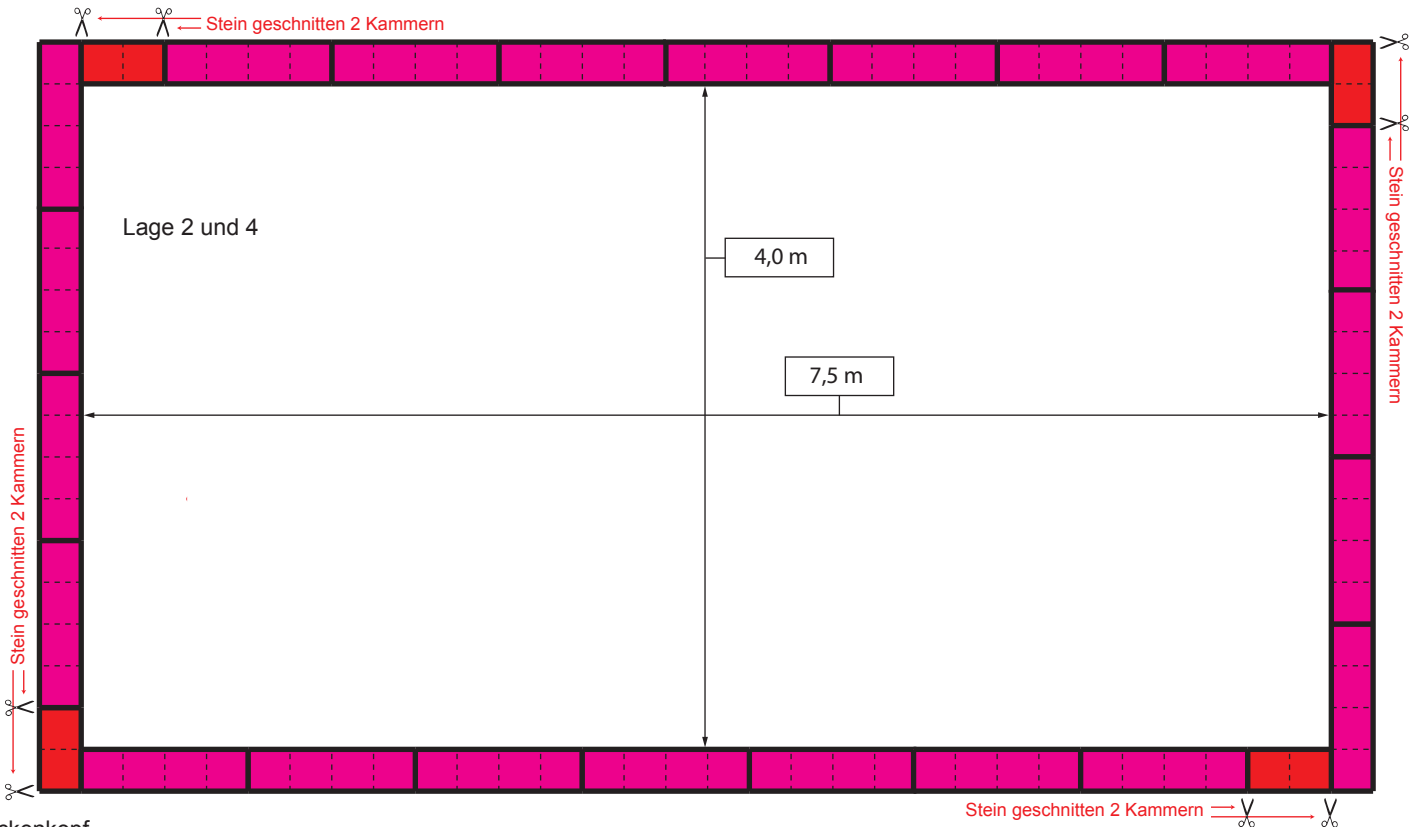 Stein geschnitten 2 Kammern
Lage 2 und 4
4,0 m
7,5 m
Stein geschnitten 2 Kammern
Stein geschnitten 2 Kammern
Stein geschnitten 2 Kammern